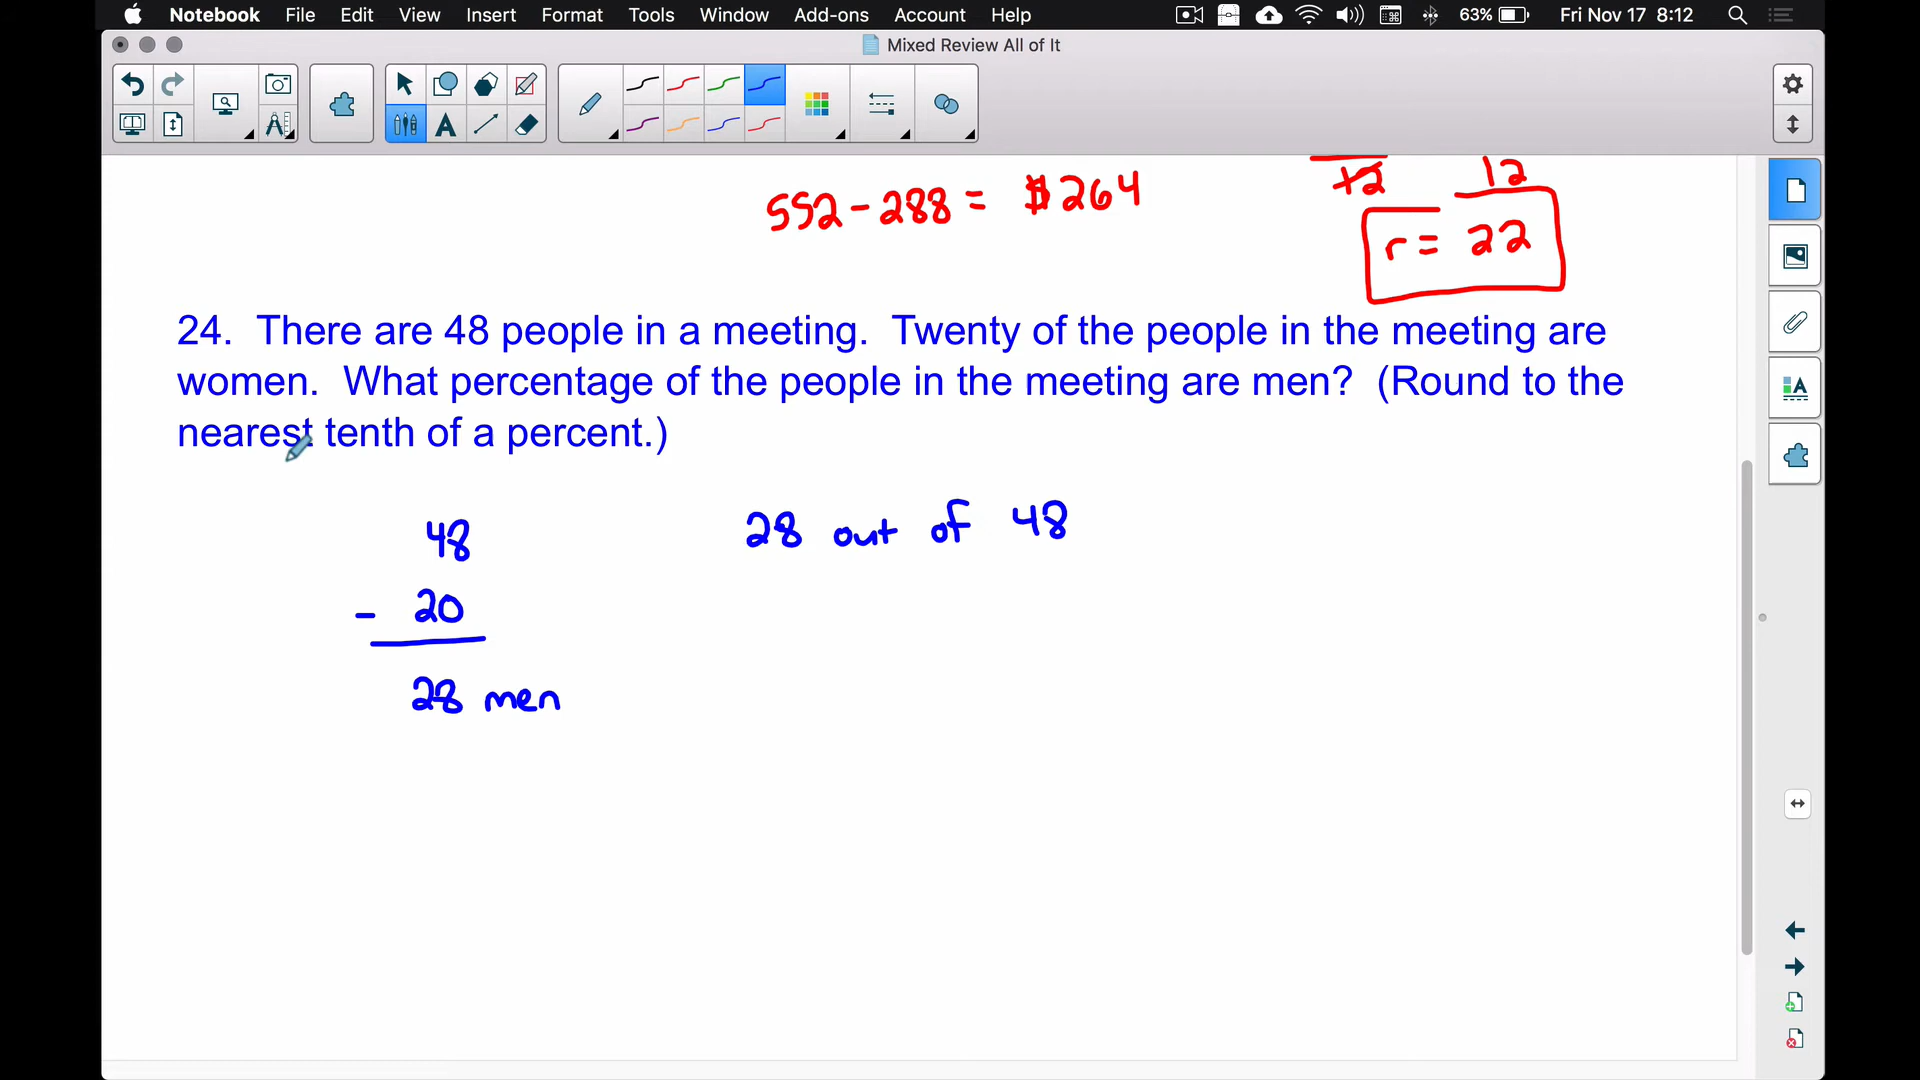 Notebook File Edit View Insert Format Tools Window Add-ons Account Help 63% Fri Nov 17 8:12
Mixed Review All of It
12 12
552 - 288 = $264
r = 22
24. There are 48 people in a meeting. Twenty of the people in the meeting are
women. What percentage of the people in the meeting are men? (Round to the
nearest tenth of a percent.)
48
28 out of 48
- 20
28 men